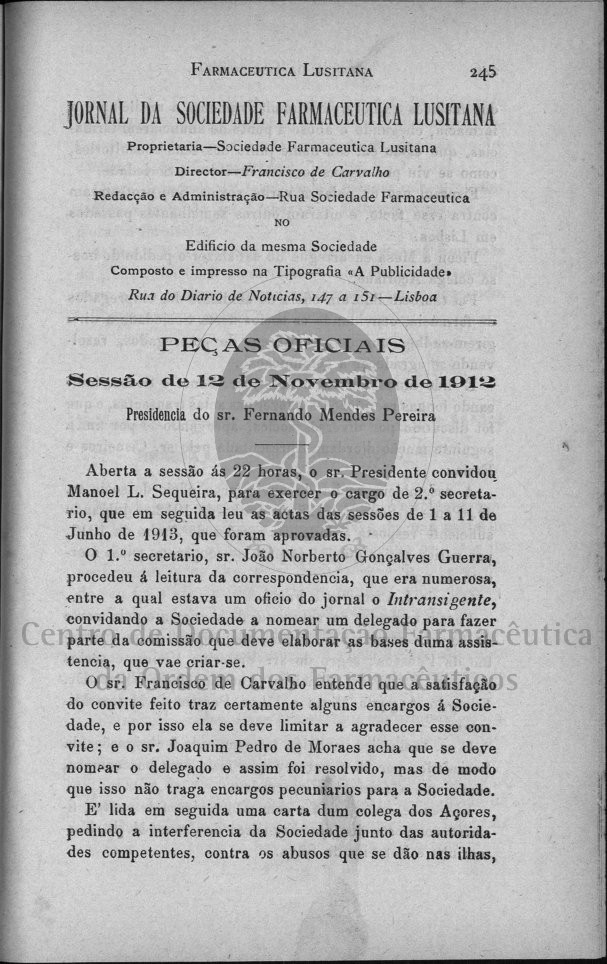 FARMACEUTICA LUSITANA 245
JORNAL DA SOCIEDADE FARMACEUTICA LUSITANA
Proprietaria—Sociedade Farmaceutica Lusitana
Director—Francisco de Carvalho
Redacção e Administração—Rua Sociedade Farmaceutica
NO
Edificio da mesma Sociedade
Composto e impresso na Tipografia «A Publicidade»
Rua do Diario de Noticias, 147 a 151—Lisboa
PEÇAS OFICIAIS
Sessão de 12 de Novembro de 1912
Presidencia do sr. Fernando Mendes Pereira
Aberta a sessão ás 22 horas, o sr. Presidente convidou
Manoel L. Sequeira, para exercer o cargo de 2.º secreta-
rio, que em seguida leu as actas das sessões de 1 a 11 de
Junho de 1913, que foram aprovadas.
O 1.º secretario, sr. João Norberto Gonçalves Guerra,
procedeu á leitura da correspondencia, que era numerosa,
entre a qual estava um oficio do jornal o Intransigente,
convidando a Sociedade a nomear um delegado para fazer
parte da comissão que deve elaborar as bases duma assis-
tencia, que vae criar-se.
O sr. Francisco de Carvalho entende que a satisfação
do convite feito traz certamente alguns encargos á Socie-
dade, e por isso ela se deve limitar a agradecer esse con-
vite; e o sr. Joaquim Pedro de Moraes acha que se deve
nomear o delegado e assim foi resolvido, mas de modo
que isso não traga encargos pecuniarios para a Sociedade.
E' lida em seguida uma carta dum colega dos Açores,
pedindo a interferencia da Sociedade junto das autorida-
des competentes, contra os abusos que se dão nas ilhas,
Centro de Documentação Farmacêutica
da Ordem dos Farmacêuticos